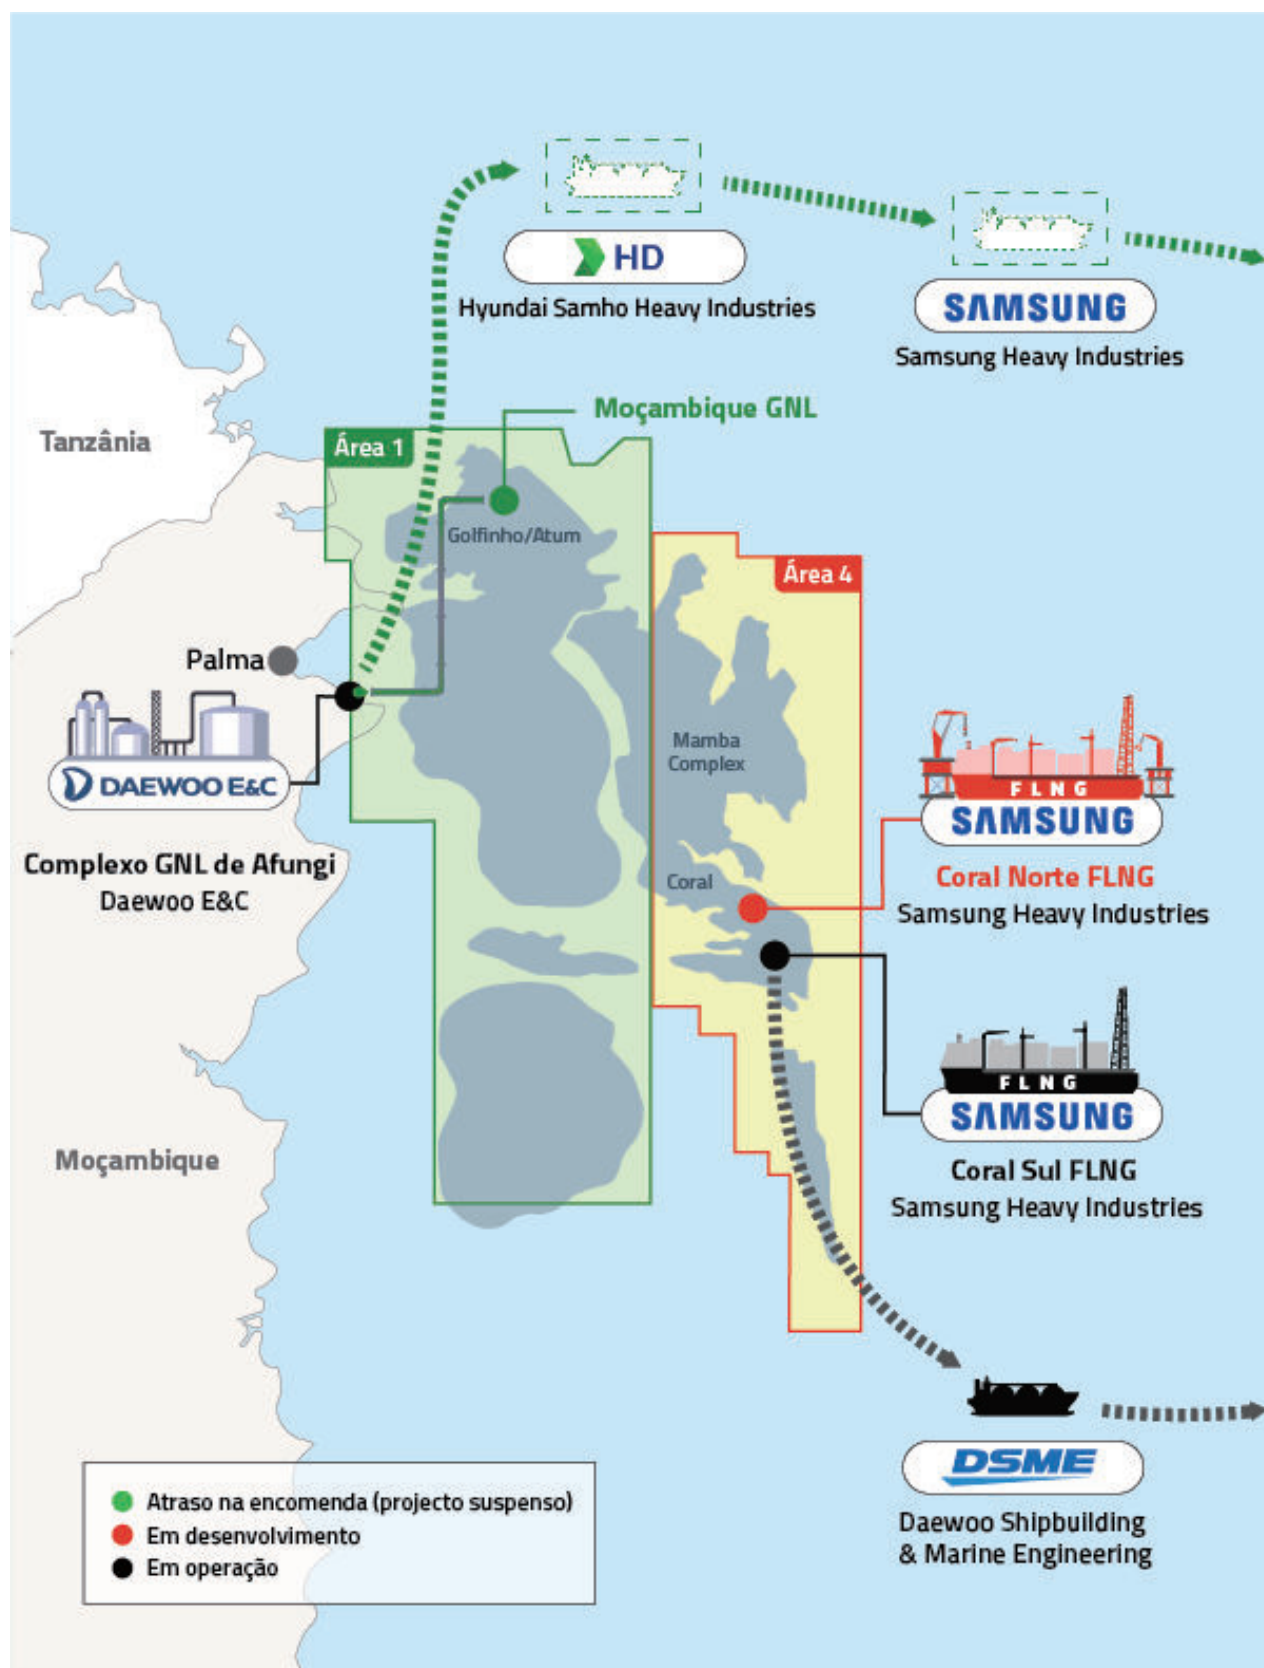 HD
Hyundai Samho Heavy Industries
SAMSUNG
Samsung Heavy Industries
Moçambique GNL
Tanzânia
Área 1
Golfinho/Atum
Área 4
Palma
Mamba
Complex
DAEWOO E&C
FLNG
SAMSUNG
Complexo GNL de Afungi
Daewoo E&C
Coral
Coral Norte FLNG
Samsung Heavy Industries
FLNG
SAMSUNG
Moçambique
Coral Sul FLNG
Samsung Heavy Industries
DSME
Daewoo Shipbuilding
& Marine Engineering
Atraso na encomenda (projecto suspenso)
Em desenvolvimento
Em operação